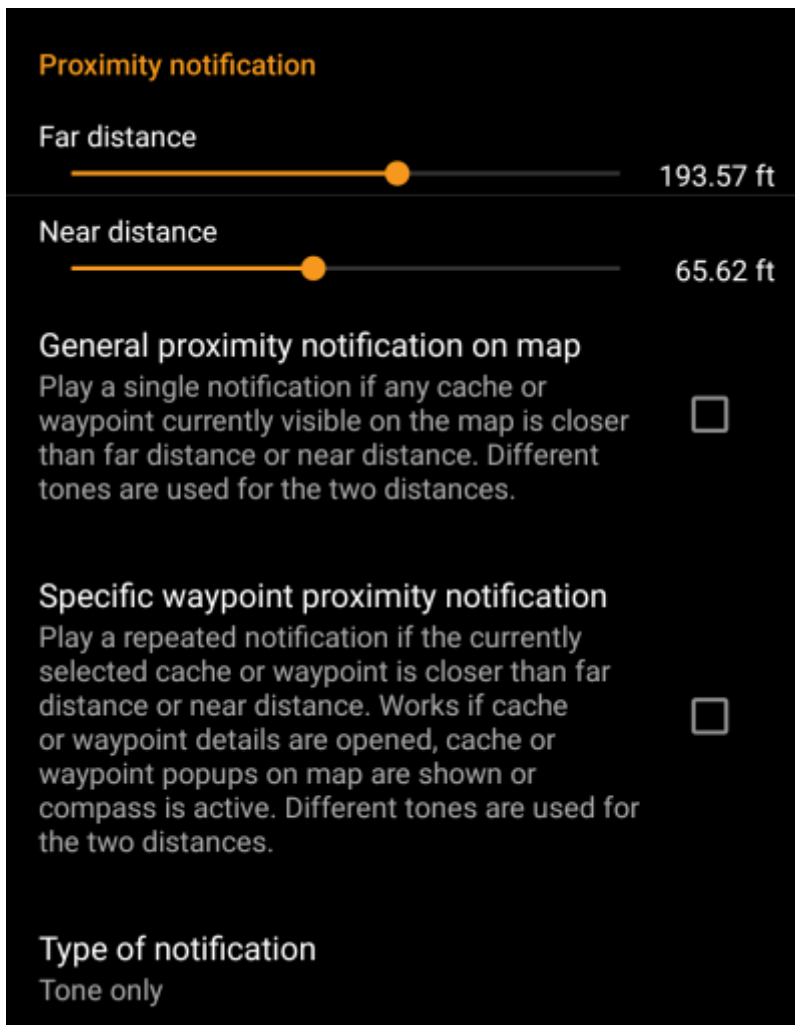 Proximity notification
Far distance
193.57 ft
Near distance
65.62 ft
General proximity notification on map
Play a single notification if any cache or
waypoint currently visible on the map is closer
than far distance or near distance. Different
tones are used for the two distances.
Specific waypoint proximity notification
Play a repeated notification if the currently
selected cache or waypoint is closer than far
distance or near distance. Works if cache
or waypoint details are opened, cache or
waypoint popups on map are shown or
compass is active. Different tones are used for
the two distances.
Type of notification
Tone only